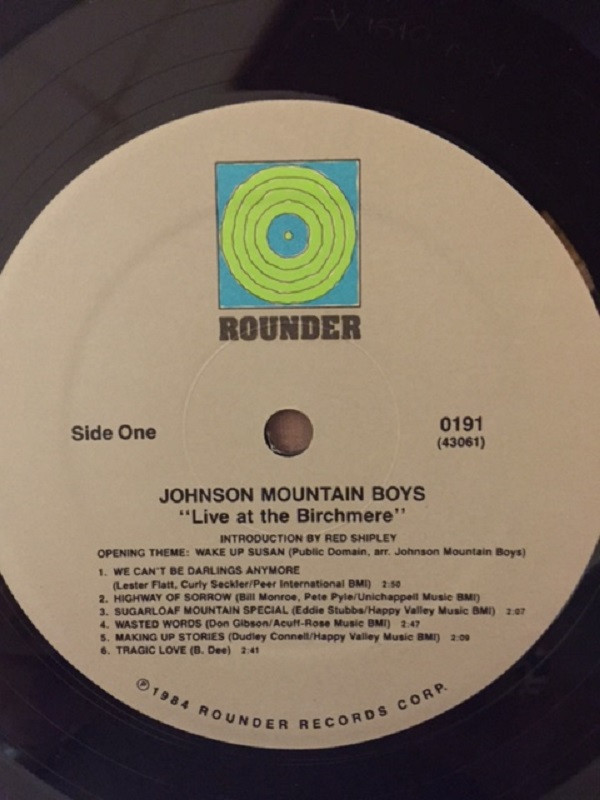 ROUNDER
Side One
0191
(43061)
JOHNSON MOUNTAIN BOYS
"Live at the Birchmere"
INTRODUCTION BY RED SHIPLEY
OPENING THEME: WAKE UP SUSAN (Public Domain, arr. Johnson Mountain Boys)
1. WE CAN'T BE DARLINGS ANYMORE
(Lester Flatt, Curly Seckler/Peer International BMI) 2:50
2. HIGHWAY OF SORROW (Bill Monroe, Pete Pyle/Unichappell Music BMI)
3. SUGARLOAF MOUNTAIN SPECIAL (Eddie Stubbs/Happy Valley Music BMI) 2:07
4. WASTED WORDS (Don Gibson/Acuff-Rose Music BMI) 2:47
5. MAKING UP STORIES (Dudley Connell/Happy Valley Music BMI) 2:09
6. TRAGIC LOVE (B. Dee) 2:41
℗1984 ROUNDER RECORDS CORP.